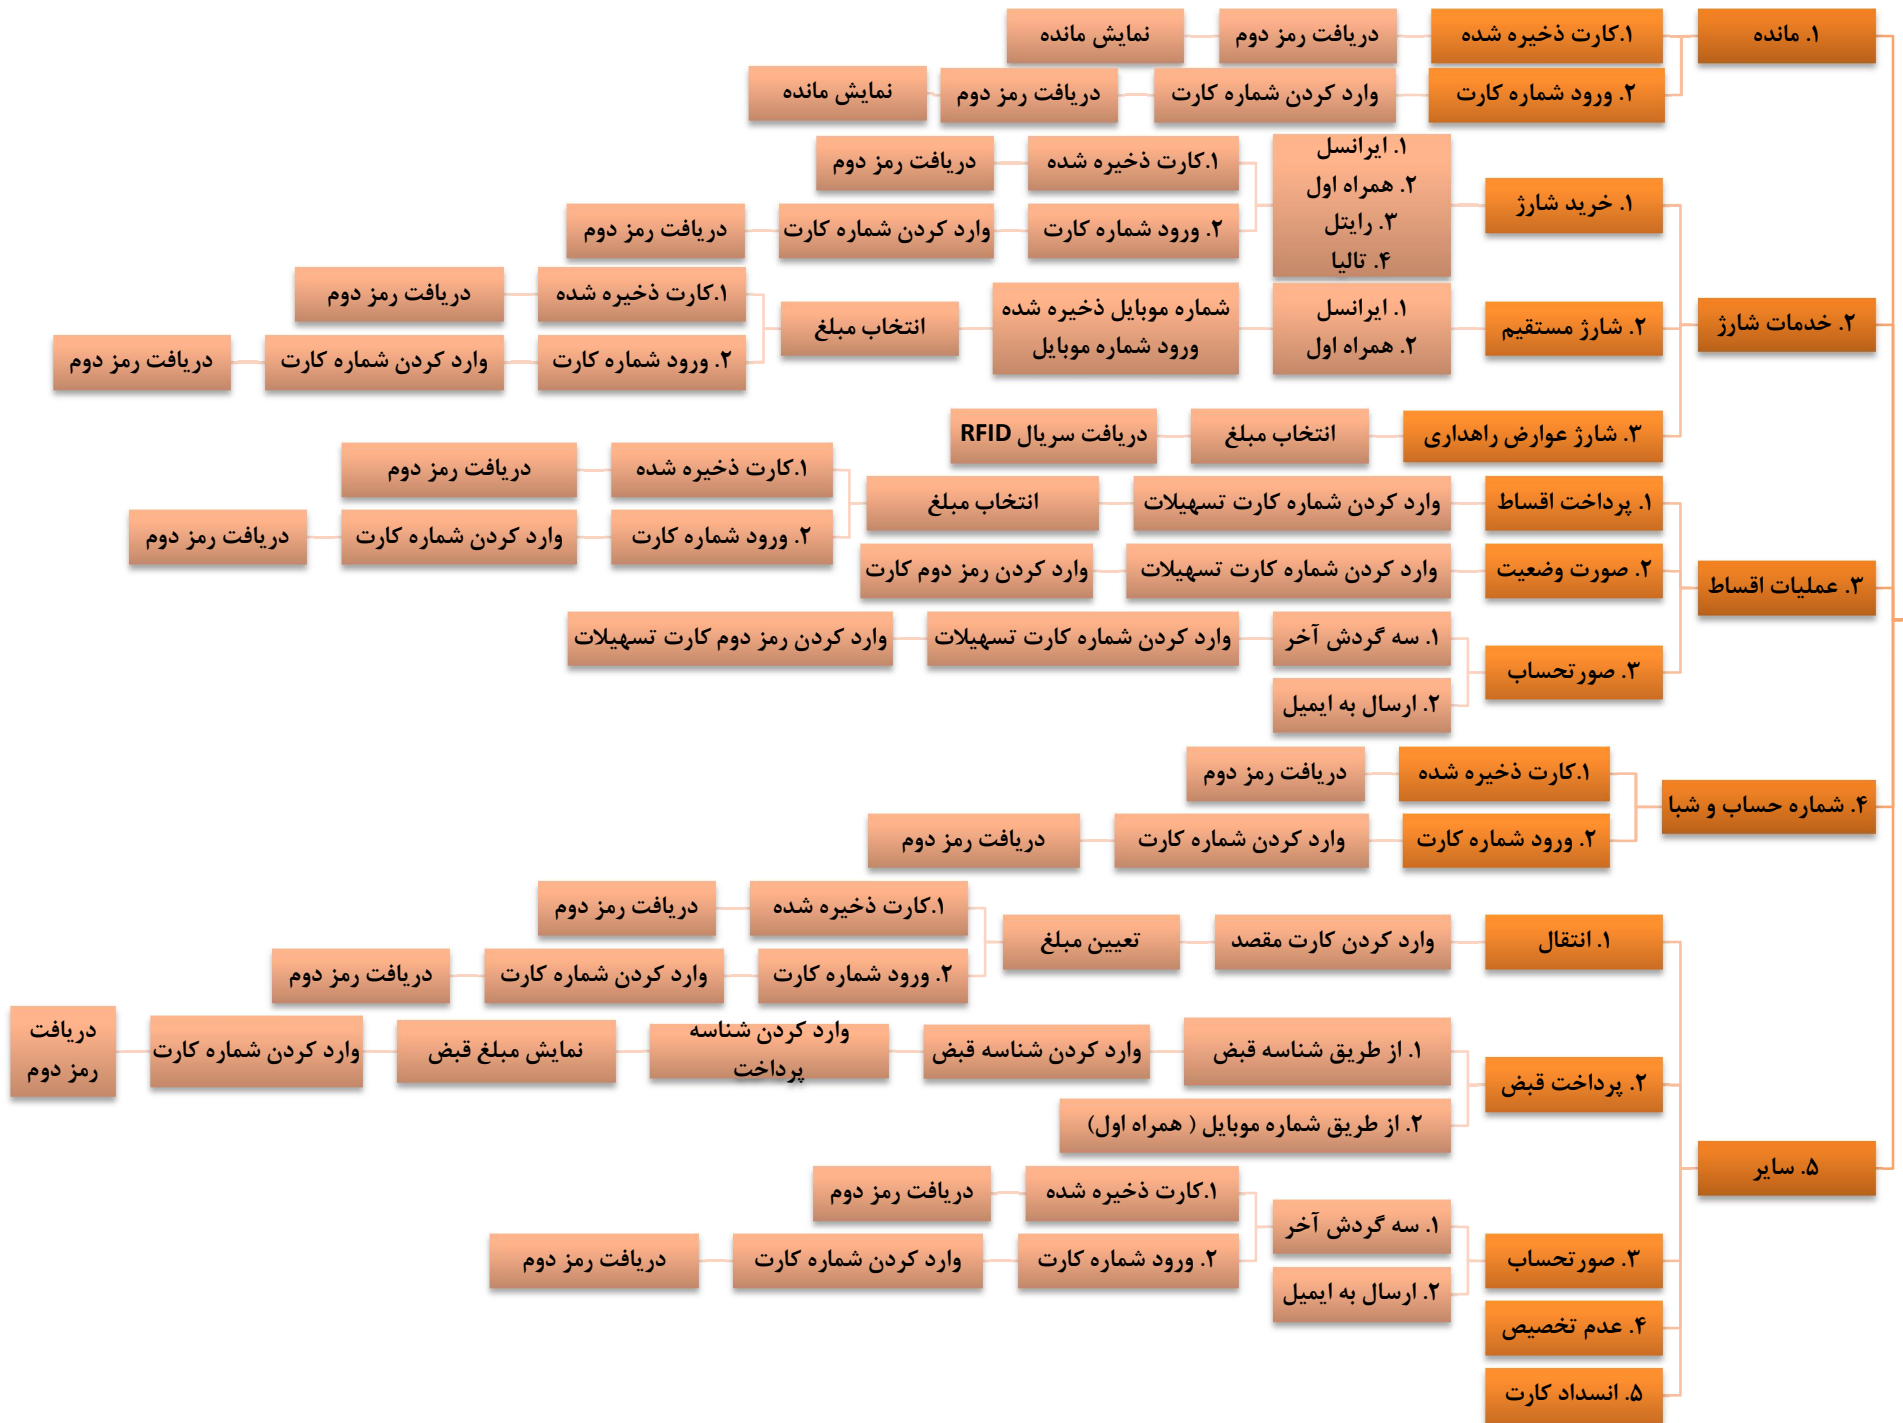 ۱. مانده
۱.کارت ذخیره شده
دریافت رمز دوم
نمایش مانده
۲. ورود شماره کارت
وارد کردن شماره کارت
دریافت رمز دوم
نمایش مانده
۲. خدمات شارژ
۱. خرید شارژ
۱. ایرانسل
۲. همراه اول
۳. رایتل
۴. تالیا
۱.کارت ذخیره شده
دریافت رمز دوم
۲. ورود شماره کارت
وارد کردن شماره کارت
دریافت رمز دوم
۲. شارژ مستقیم
۱. ایرانسل
۲. همراه اول
شماره موبایل ذخیره شده
ورود شماره موبایل
انتخاب مبلغ
۱.کارت ذخیره شده
دریافت رمز دوم
۲. ورود شماره کارت
وارد کردن شماره کارت
دریافت رمز دوم
۳. شارژ عوارض راهداری
انتخاب مبلغ
دریافت سریال RFID
۳. عملیات اقساط
۱. پرداخت اقساط
وارد کردن شماره کارت تسهیلات
انتخاب مبلغ
۱.کارت ذخیره شده
دریافت رمز دوم
۲. ورود شماره کارت
وارد کردن شماره کارت
دریافت رمز دوم
۲. صورت وضعیت
وارد کردن شماره کارت تسهیلات
وارد کردن رمز دوم کارت
۳. صورتحساب
۱. سه گردش آخر
وارد کردن شماره کارت تسهیلات
وارد کردن رمز دوم کارت تسهیلات
۲. ارسال به ایمیل
۴. شماره حساب و شبا
۱.کارت ذخیره شده
دریافت رمز دوم
۲. ورود شماره کارت
وارد کردن شماره کارت
دریافت رمز دوم
۵. سایر
۱. انتقال
وارد کردن کارت مقصد
تعیین مبلغ
۱.کارت ذخیره شده
دریافت رمز دوم
۲. ورود شماره کارت
وارد کردن شماره کارت
دریافت رمز دوم
۲. پرداخت قبض
۱. از طریق شناسه قبض
وارد کردن شناسه قبض
وارد کردن شناسه
پرداخت
نمایش مبلغ قبض
وارد کردن شماره کارت
دریافت
رمز دوم
۲. از طریق شماره موبایل ( همراه اول)
۳. صورتحساب
۱. سه گردش آخر
۱.کارت ذخیره شده
دریافت رمز دوم
۲. ورود شماره کارت
وارد کردن شماره کارت
دریافت رمز دوم
۲. ارسال به ایمیل
۴. عدم تخصیص
۵. انسداد کارت